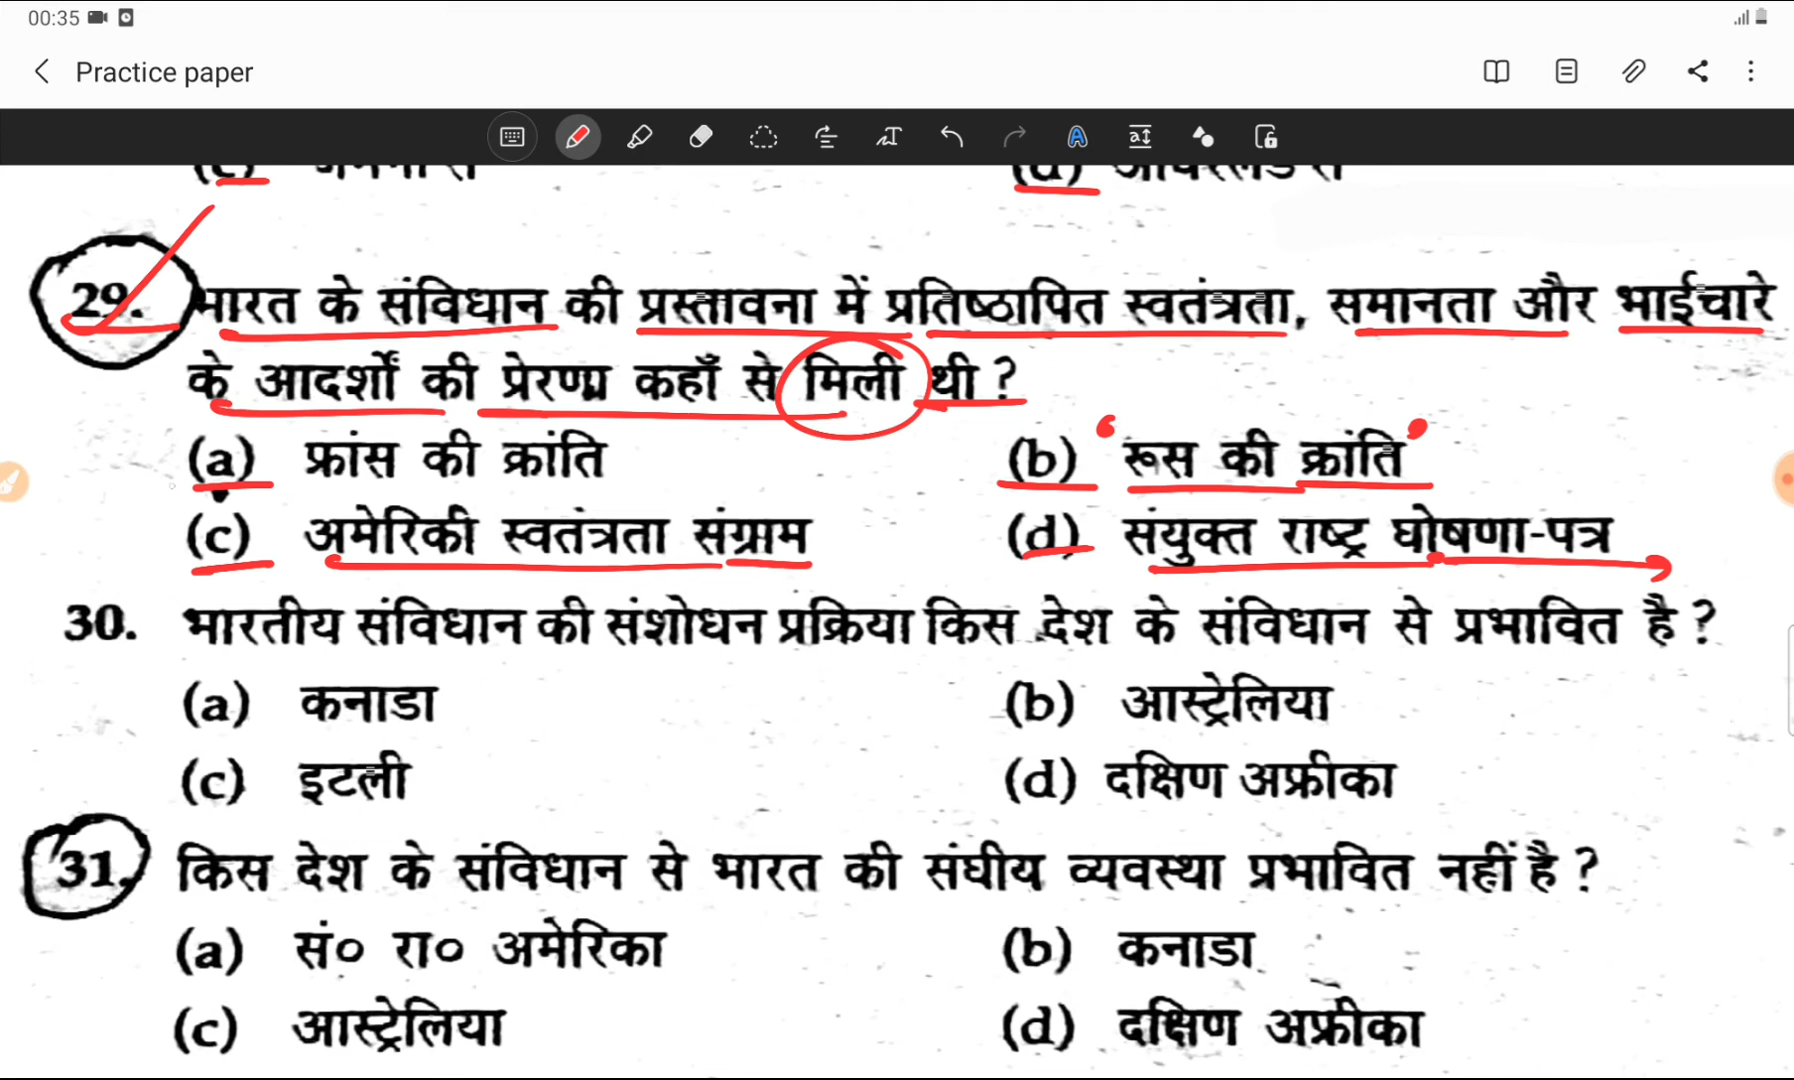 00:35
Practice paper
(c)
(d)
29. भारत के संविधान की प्रस्तावना में प्रतिष्ठापित स्वतंत्रता, समानता और भाईचारे
के आदर्शों की प्रेरणा कहाँ से मिली थी ?
(a) फ्रांस की क्रांति (b) रूस की क्रांति
(c) अमेरिकी स्वतंत्रता संग्राम (d) संयुक्त राष्ट्र घोषणा-पत्र
30. भारतीय संविधान की संशोधन प्रक्रिया किस देश के संविधान से प्रभावित है ?
(a) कनाडा (b) आस्ट्रेलिया
(c) इटली (d) दक्षिण अफ्रीका
31. किस देश के संविधान से भारत की संघीय व्यवस्था प्रभावित नहीं है ?
(a) सं० रा० अमेरिका (b) कनाडा
(c) आस्ट्रेलिया (d) दक्षिण अफ्रीका